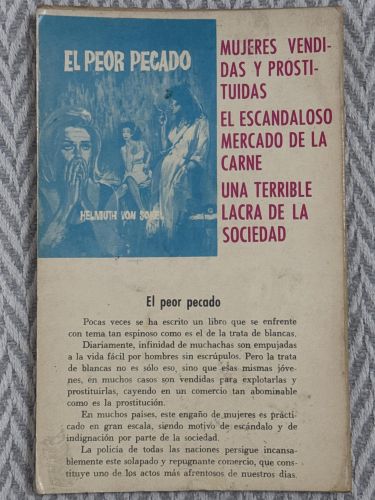 EL PEOR PECADO
HELMUTH VON
MUJERES VENDI-
DAS Y PROSTI-
TUIDAS
EL ESCANDALOSO
MERCADO DE LA
CARNE
UNA TERRIBLE
LACRA DE LA
SOCIEDAD
El peor pecado
Pocas veces se ha escrito un libro que se enfrente
con tema tan espinoso como es el de la trata de blancas.
Diariamente, infinidad de muchachas son empujadas
a la vida fácil por hombres sin escrúpulos. Pero la trata
de blancas no es sólo eso, sino que esas mismas jóve-
nes, en muchos casos son vendidas para explotarlas y
prostituirlas, cayendo en un comercio tan abominable
como es la prostitución.
En muchos países, este engaño de mujeres es practi-
cado en gran escala, siendo motivo de escándalo y de
indignación por parte de la sociedad.
La policía de todas las naciones persigue incansa-
blemente este solapado y repugnante comercio, que cons-
tituye uno de los actos más afrentosos de nuestros días.